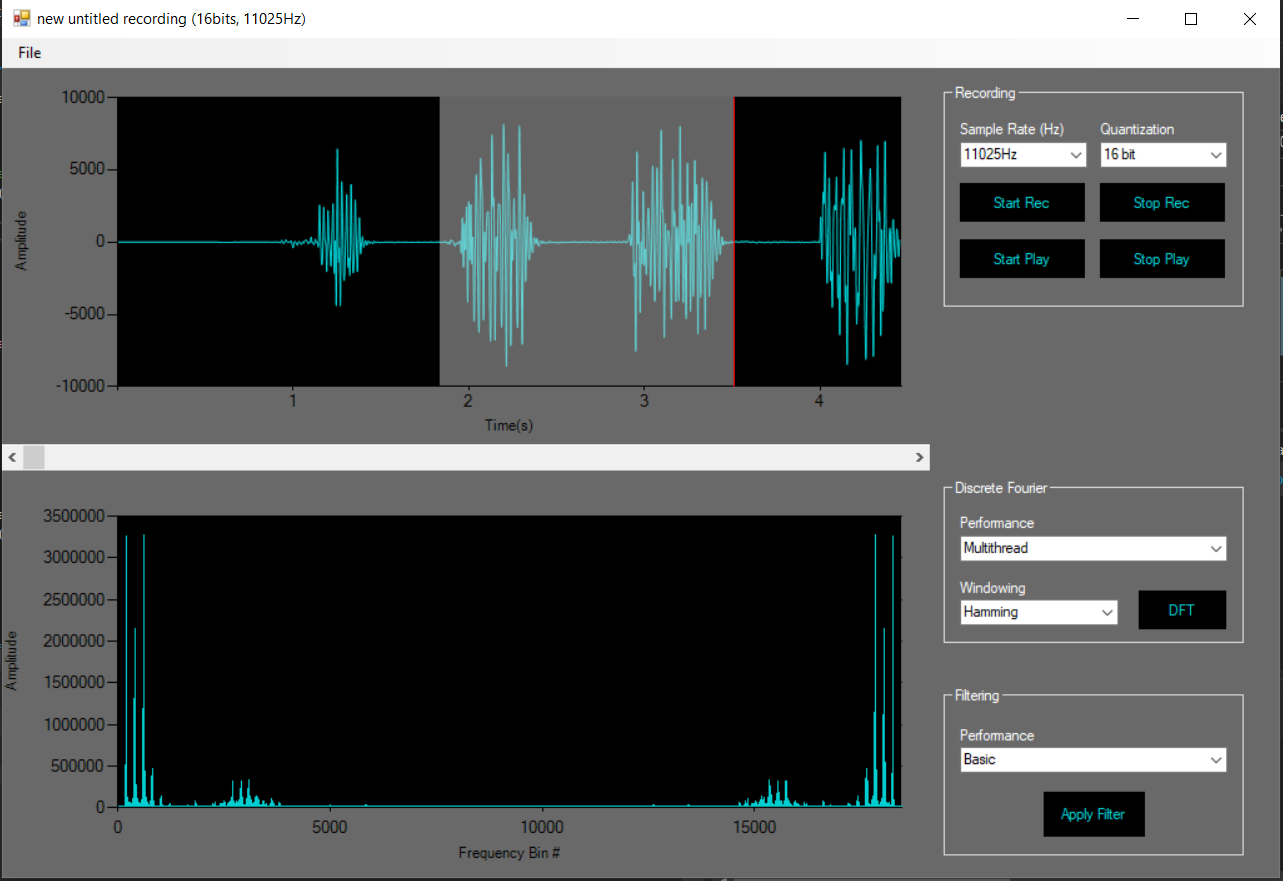 new untitled recording (16bits, 11025Hz)
File
10000
5000
0
-5000
-10000
Amplitude
1 2 3 4
Time(s)
Recording
Sample Rate (Hz) Quantization
11025Hz 16 bit
Start Rec Stop Rec
Start Play Stop Play
3500000
3000000
2500000
2000000
1500000
1000000
500000
0
Amplitude
0 5000 10000 15000
Frequency Bin #
Discrete Fourier
Performance
Multithread
Windowing
Hamming DFT
Filtering
Performance
Basic
Apply Filter